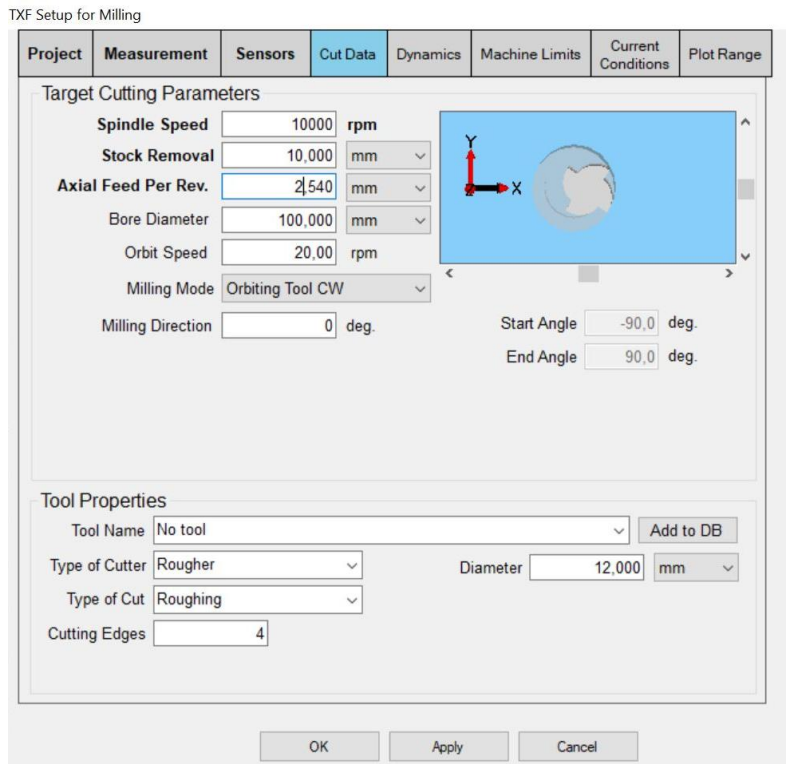 TXF Setup for Milling
Project Measurement Sensors Cut Data Dynamics Machine Limits Current Conditions Plot Range
Target Cutting Parameters
Spindle Speed 10000 rpm
Stock Removal 10,000 mm
Axial Feed Per Rev. 2,540 mm
Bore Diameter 100,000 mm
Orbit Speed 20,00 rpm
Milling Mode Orbiting Tool CW
Milling Direction 0 deg.
Y
Z X
Start Angle -90,0 deg.
End Angle 90,0 deg.
Tool Properties
Tool Name No tool Add to DB
Type of Cutter Rougher Diameter 12,000 mm
Type of Cut Roughing
Cutting Edges 4
OK Apply Cancel